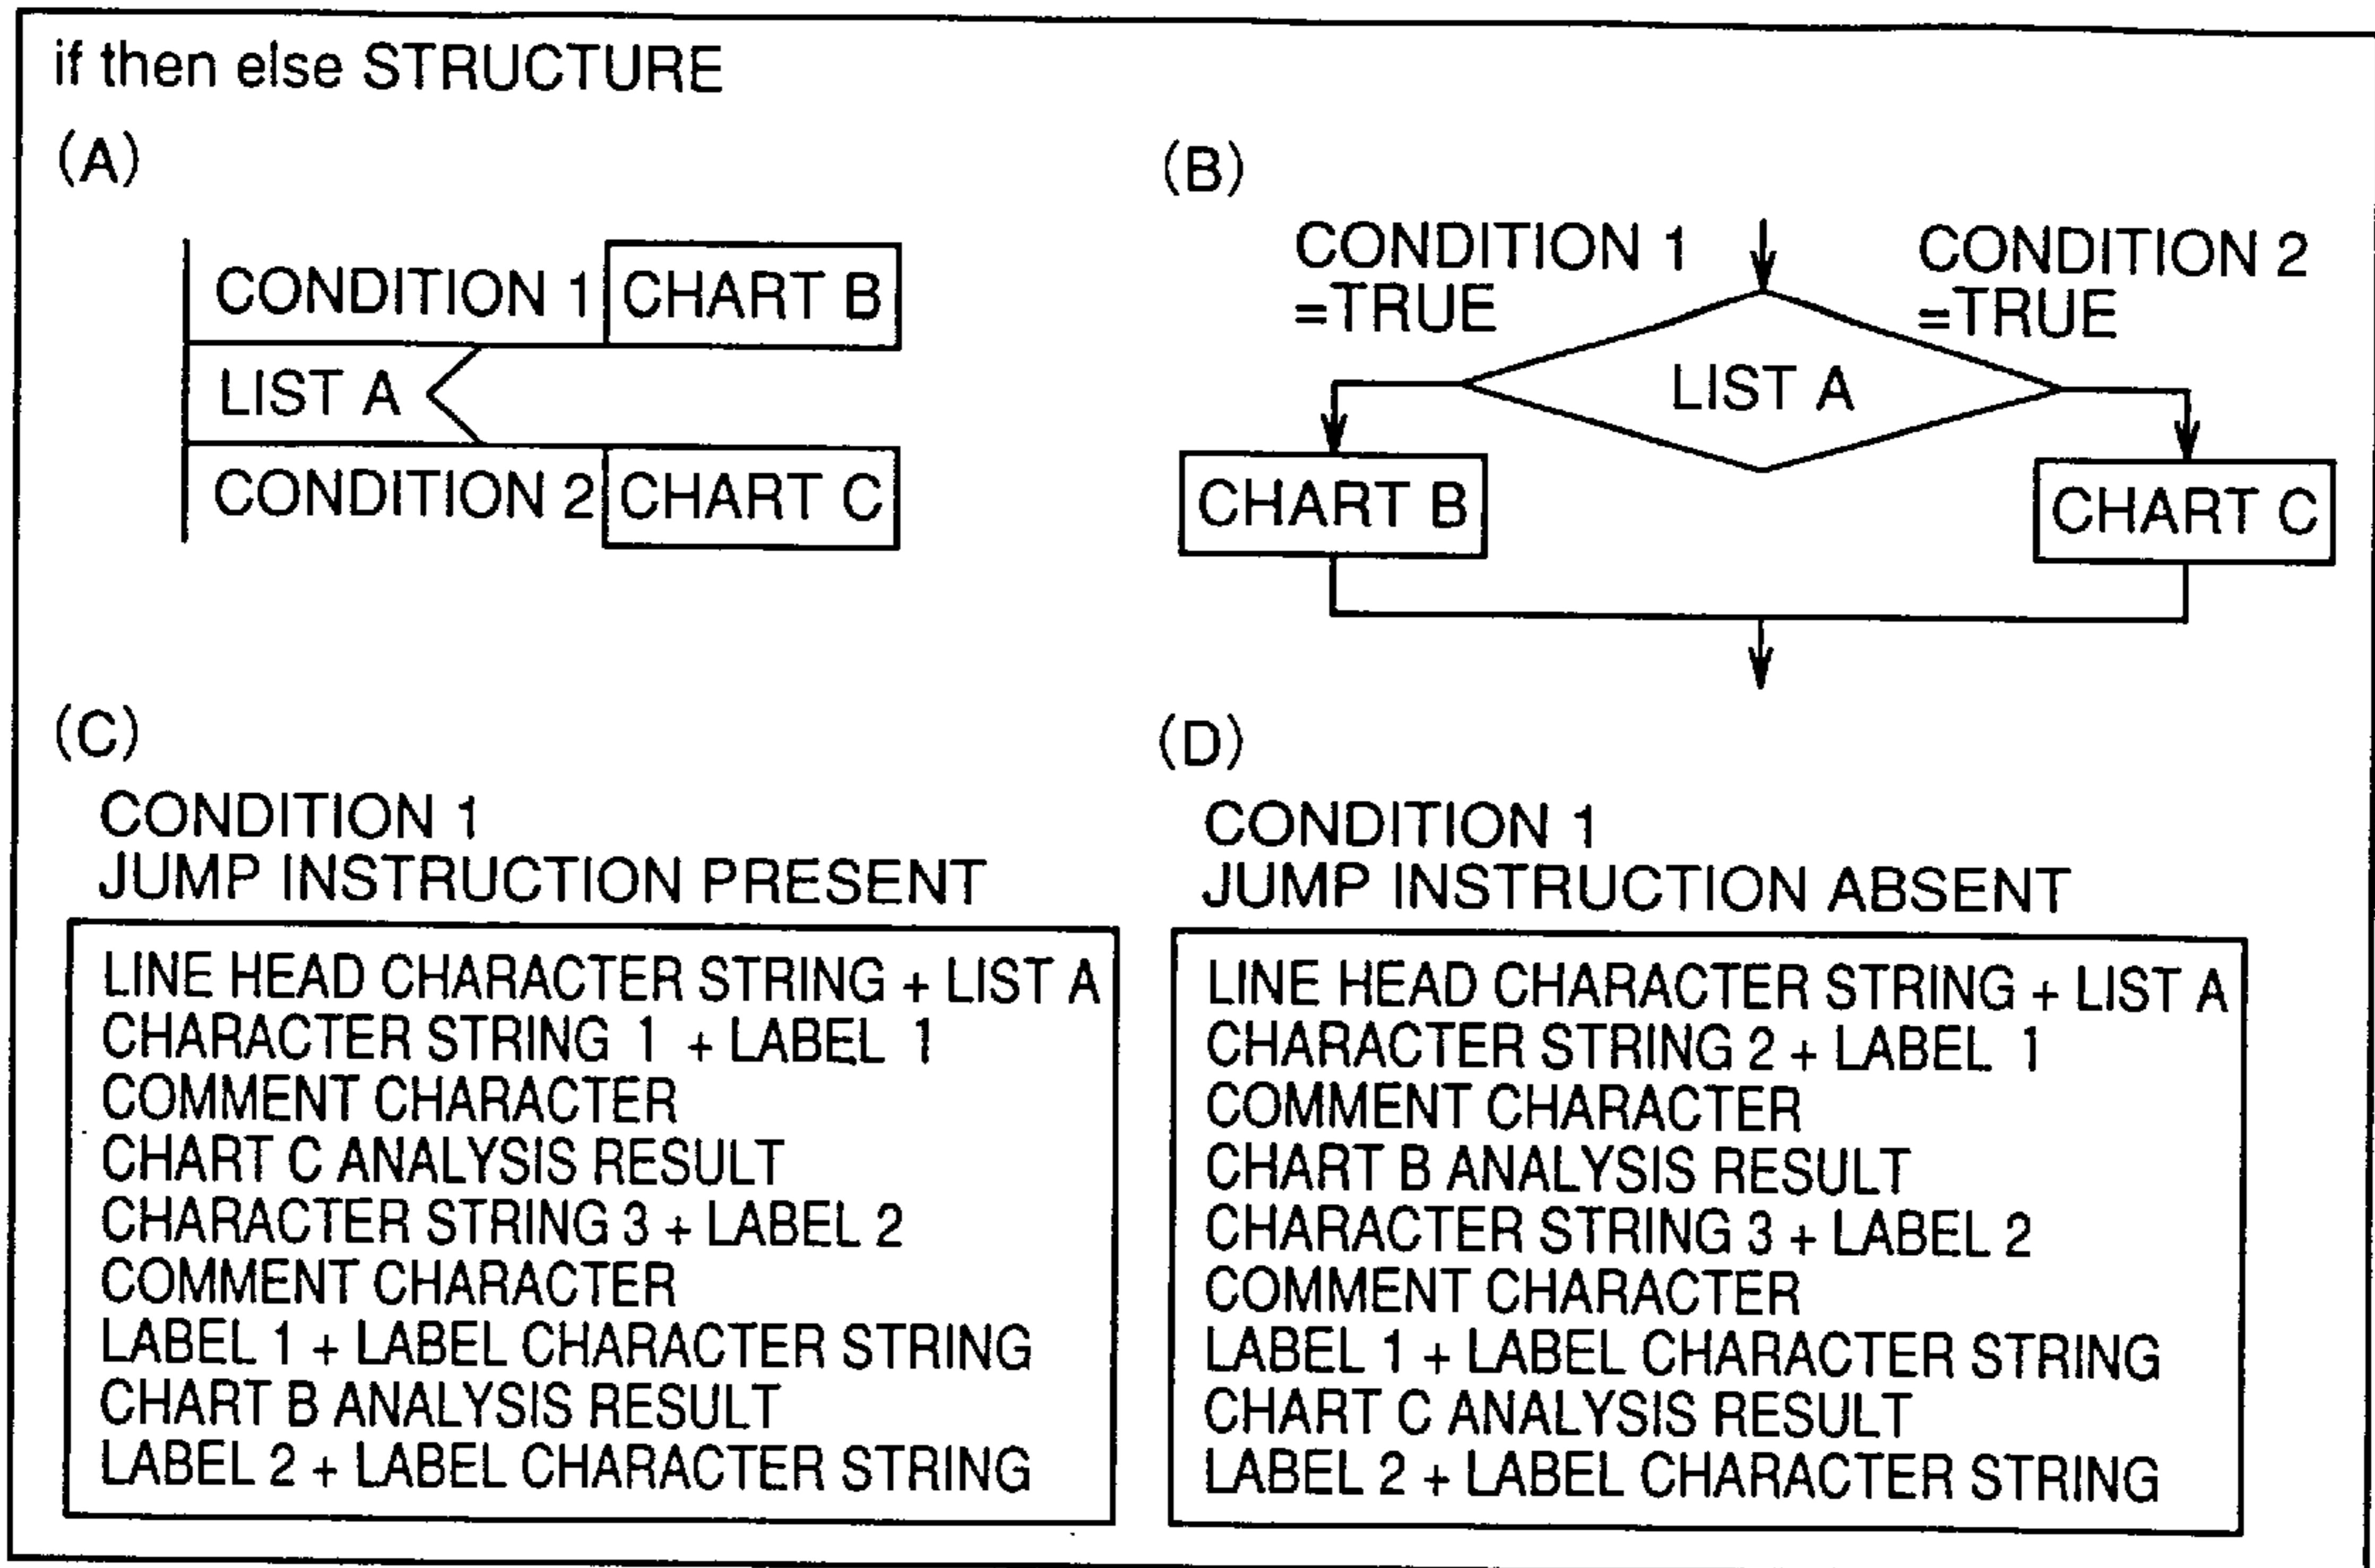 if then else STRUCTURE
(A)
CONDITION 1 CHART B
LIST A
CONDITION 2 CHART C
(B)
CONDITION 1
=TRUE
CONDITION 2
=TRUE
LIST A
CHART B
CHART C
(C)
CONDITION 1
JUMP INSTRUCTION PRESENT
LINE HEAD CHARACTER STRING + LIST A
CHARACTER STRING 1 + LABEL 1
COMMENT CHARACTER
CHART C ANALYSIS RESULT
CHARACTER STRING 3 + LABEL 2
COMMENT CHARACTER
LABEL 1 + LABEL CHARACTER STRING
CHART B ANALYSIS RESULT
LABEL 2 + LABEL CHARACTER STRING
(D)
CONDITION 1
JUMP INSTRUCTION ABSENT
LINE HEAD CHARACTER STRING + LIST A
CHARACTER STRING 2 + LABEL 1
COMMENT CHARACTER
CHART B ANALYSIS RESULT
CHARACTER STRING 3 + LABEL 2
COMMENT CHARACTER
LABEL 1 + LABEL CHARACTER STRING
CHART C ANALYSIS RESULT
LABEL 2 + LABEL CHARACTER STRING